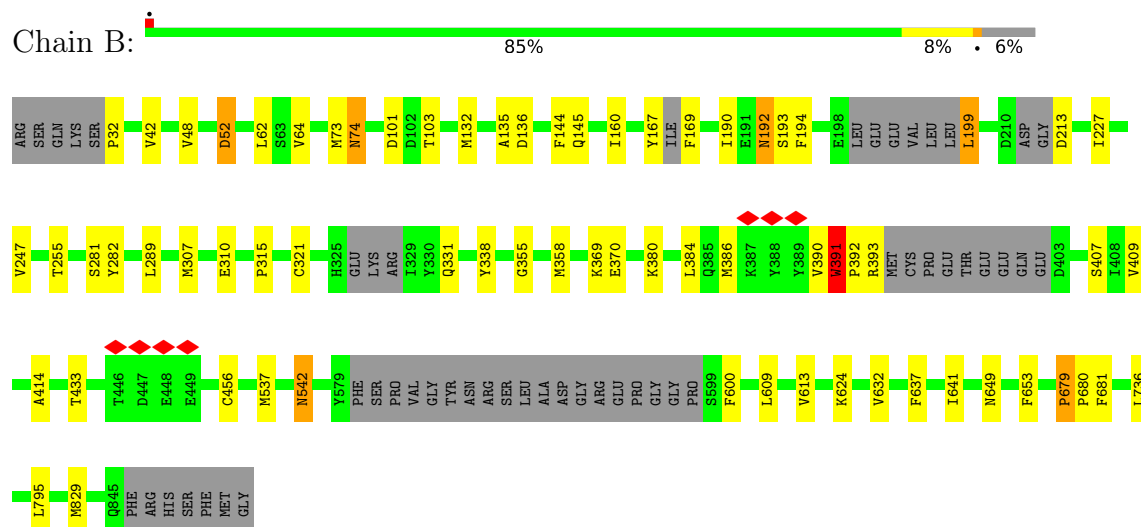 Chain B:
85% 8% • 6%
ARG SER GLN LYS SER P32 V42 V48 D52 L62 S63 V64 M73 N74 D101 D102 T103 M132 A135 D136 F144 Q145 I160 Y167 ILE F169 I190 E191 N192 S193 F194 E198 LEU GLU GLU VAL LEU LEU L199 D210 ASP GLY D213 I227
V247 T255 S281 Y282 L289 M307 E310 P315 C321 H325 GLU LYS ARG I329 Y330 Q331 Y338 G355 M358 K369 E370 K380 L384 Q385 M386 K387 Y388 Y389 V390 W391 P392 R393 MET CYS PRO GLU THR GLU GLU GLN GLU D403 S407 I408 V409
A414 T433 T446 D447 E448 E449 C456 M537 N542 Y579 PHE SER PRO VAL GLY TYR ASN ARG SER LEU ALA ASP GLY ARG GLU PRO GLY GLY PRO S599 F600 L609 V613 K624 V632 F637 I641 N649 F653 P679 P680 F681 L736
L795 M829 Q845 PHE ARG HIS SER PHE MET GLY